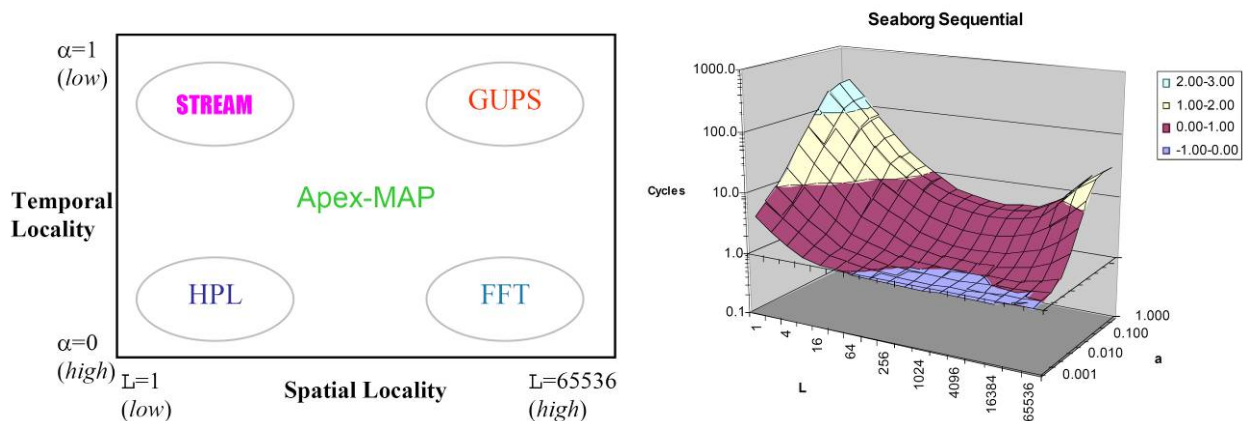 α=1
(low)
STREAM
GUPS
Temporal
Locality
Apex-MAP
HPL
FFT
α=0
(high)
L=1
(low)
Spatial Locality
L=65536
(high)
Seaborg Sequential
1000.0
100.0
Cycles
10.0
1.0
0.1
1
4
16
64
256
1024
4096
16384
65536
L
0.001
0.010
0.100
1.000
a
2.00-3.00
1.00-2.00
0.00-1.00
-1.00-0.00